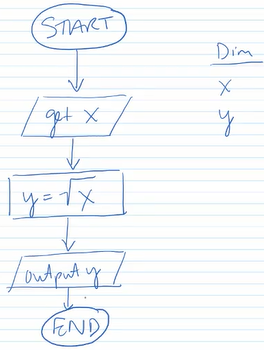 START
Dim
x
get x
y
y = √x
output y
END